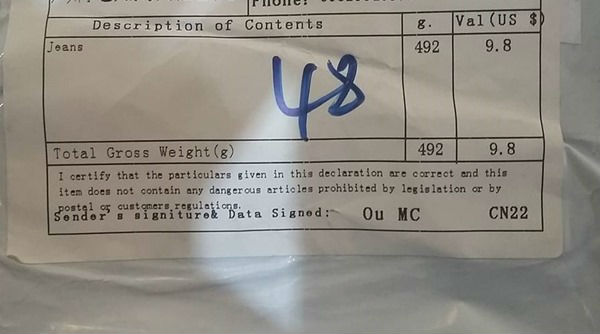 Phone:
Description of Contents g. Val(US $)
Jeans 492 9.8
48
Total Gross Weight(g) 492 9.8
I certify that the particulars given in this declaration are correct and this
item does not contain any dangerous articles prohibited by legislation or by
postel or customers regulations.
Sender's signiture& Data Signed: Ou MC CN22